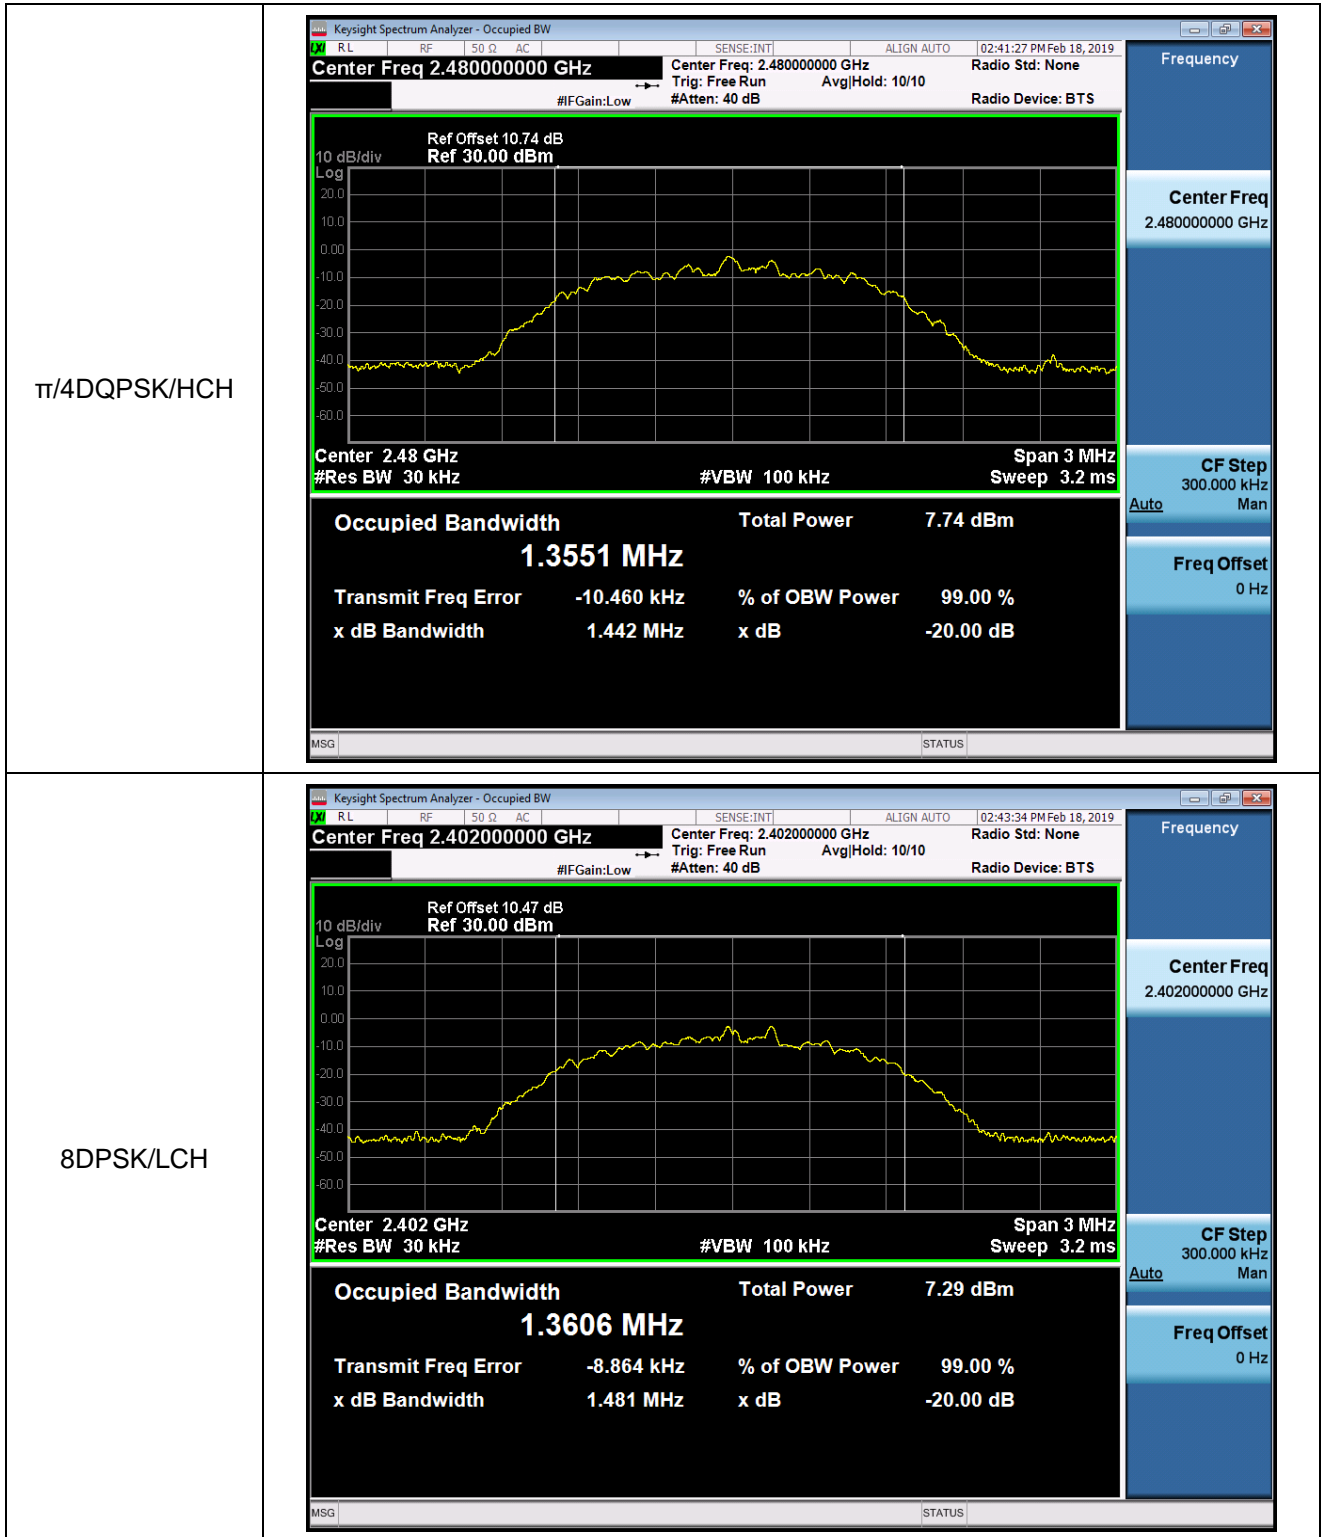 π/4DQPSK/HCH
Keysight Spectrum Analyzer - Occupied BW
LXI RL RF 50 Ω AC SENSE:INT ALIGN AUTO 02:41:27 PM Feb 18, 2019
Center Freq 2.480000000 GHz
Center Freq: 2.480000000 GHz Radio Std: None
Trig: Free Run Avg|Hold: 10/10
#IFGain:Low #Atten: 40 dB Radio Device: BTS
Ref Offset 10.74 dB
10 dB/div Ref 30.00 dBm
Log
20.0
10.0
0.00
-10.0
-20.0
-30.0
-40.0
-50.0
-60.0
Center 2.48 GHz Span 3 MHz
#Res BW 30 kHz #VBW 100 kHz Sweep 3.2 ms
Occupied Bandwidth Total Power 7.74 dBm
1.3551 MHz
Transmit Freq Error -10.460 kHz % of OBW Power 99.00 %
x dB Bandwidth 1.442 MHz x dB -20.00 dB
MSG STATUS
Frequency
Center Freq
2.480000000 GHz
CF Step
300.000 kHz
Auto Man
Freq Offset
0 Hz
8DPSK/LCH
Keysight Spectrum Analyzer - Occupied BW
LXI RL RF 50 Ω AC SENSE:INT ALIGN AUTO 02:43:34 PM Feb 18, 2019
Center Freq 2.402000000 GHz
Center Freq: 2.402000000 GHz Radio Std: None
Trig: Free Run Avg|Hold: 10/10
#IFGain:Low #Atten: 40 dB Radio Device: BTS
Ref Offset 10.47 dB
10 dB/div Ref 30.00 dBm
Log
20.0
10.0
0.00
-10.0
-20.0
-30.0
-40.0
-50.0
-60.0
Center 2.402 GHz Span 3 MHz
#Res BW 30 kHz #VBW 100 kHz Sweep 3.2 ms
Occupied Bandwidth Total Power 7.29 dBm
1.3606 MHz
Transmit Freq Error -8.864 kHz % of OBW Power 99.00 %
x dB Bandwidth 1.481 MHz x dB -20.00 dB
MSG STATUS
Frequency
Center Freq
2.402000000 GHz
CF Step
300.000 kHz
Auto Man
Freq Offset
0 Hz